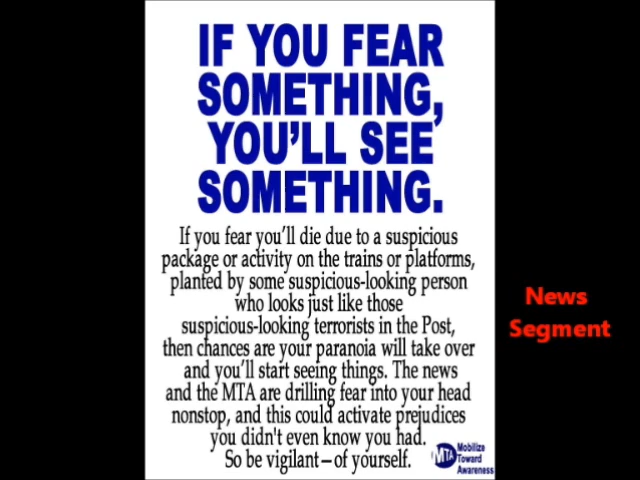 IF YOU FEAR
SOMETHING,
YOU'LL SEE
SOMETHING.
If you fear you'll die due to a suspicious
package or activity on the trains or platforms,
planted by some suspicious-looking person
who looks just like those
suspicious-looking terrorists in the Post,
then chances are your paranoia will take over
and you'll start seeing things. The news
and the MTA are drilling fear into your head
nonstop, and this could activate prejudices
you didn't even know you had.
So be vigilant—of yourself.
MTA
Mobilize
Toward
Awareness
News
Segment